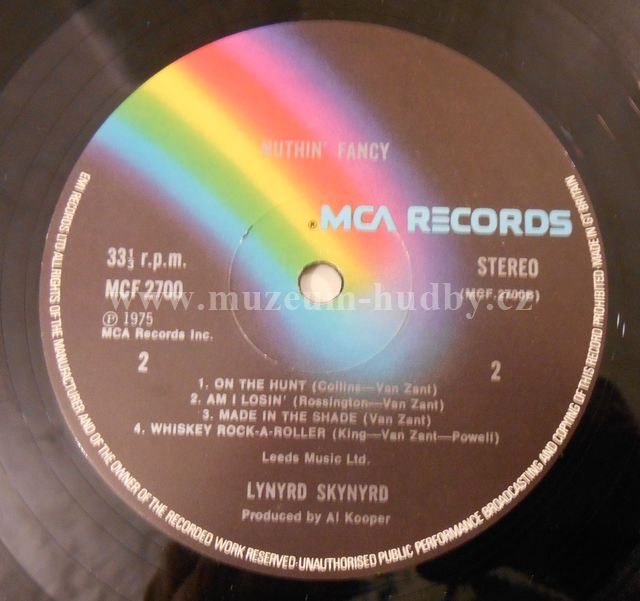 NUTHIN' FANCY
® MCA RECORDS
33⅓ r.p.m.
STEREO
MCF.2700
(MCF.2700B)
℗ 1975
MCA Records Inc.
2
2
1. ON THE HUNT (Collins—Van Zant)
2. AM I LOSIN' (Rossington—Van Zant)
3. MADE IN THE SHADE (Van Zant)
4. WHISKEY ROCK-A-ROLLER (King—Van Zant—Powell)
Leeds Music Ltd.
LYNYRD SKYNYRD
Produced by Al Kooper
EMI RECORDS LTD ALL RIGHTS OF THE MANUFACTURER AND OF THE OWNER OF THE RECORDED WORK RESERVED·UNAUTHORISED PUBLIC PERFORMANCE BROADCASTING AND COPYING OF THIS RECORD PROHIBITED MADE IN GT BRITAIN
www.muzeum-hudby.cz